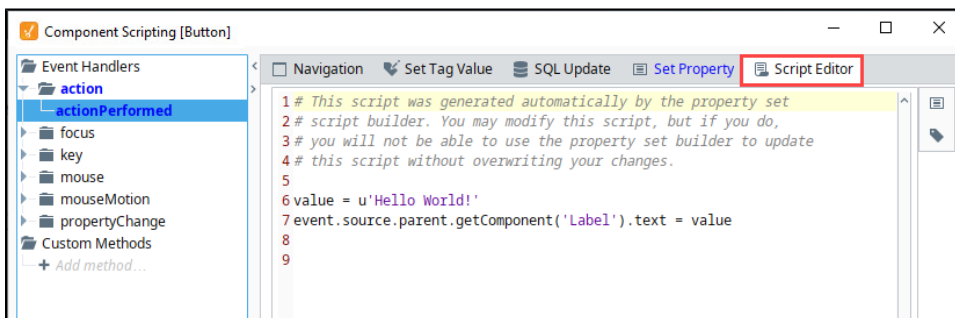 Component Scripting [Button]
Event Handlers
action
actionPerformed
focus
key
mouse
mouseMotion
propertyChange
Custom Methods
Add method...
Navigation Set Tag Value SQL Update Set Property Script Editor
1 # This script was generated automatically by the property set
2 # script builder. You may modify this script, but if you do,
3 # you will not be able to use the property set builder to update
4 # this script without overwriting your changes.
5
6 value = u'Hello World!'
7 event.source.parent.getComponent('Label').text = value
8
9